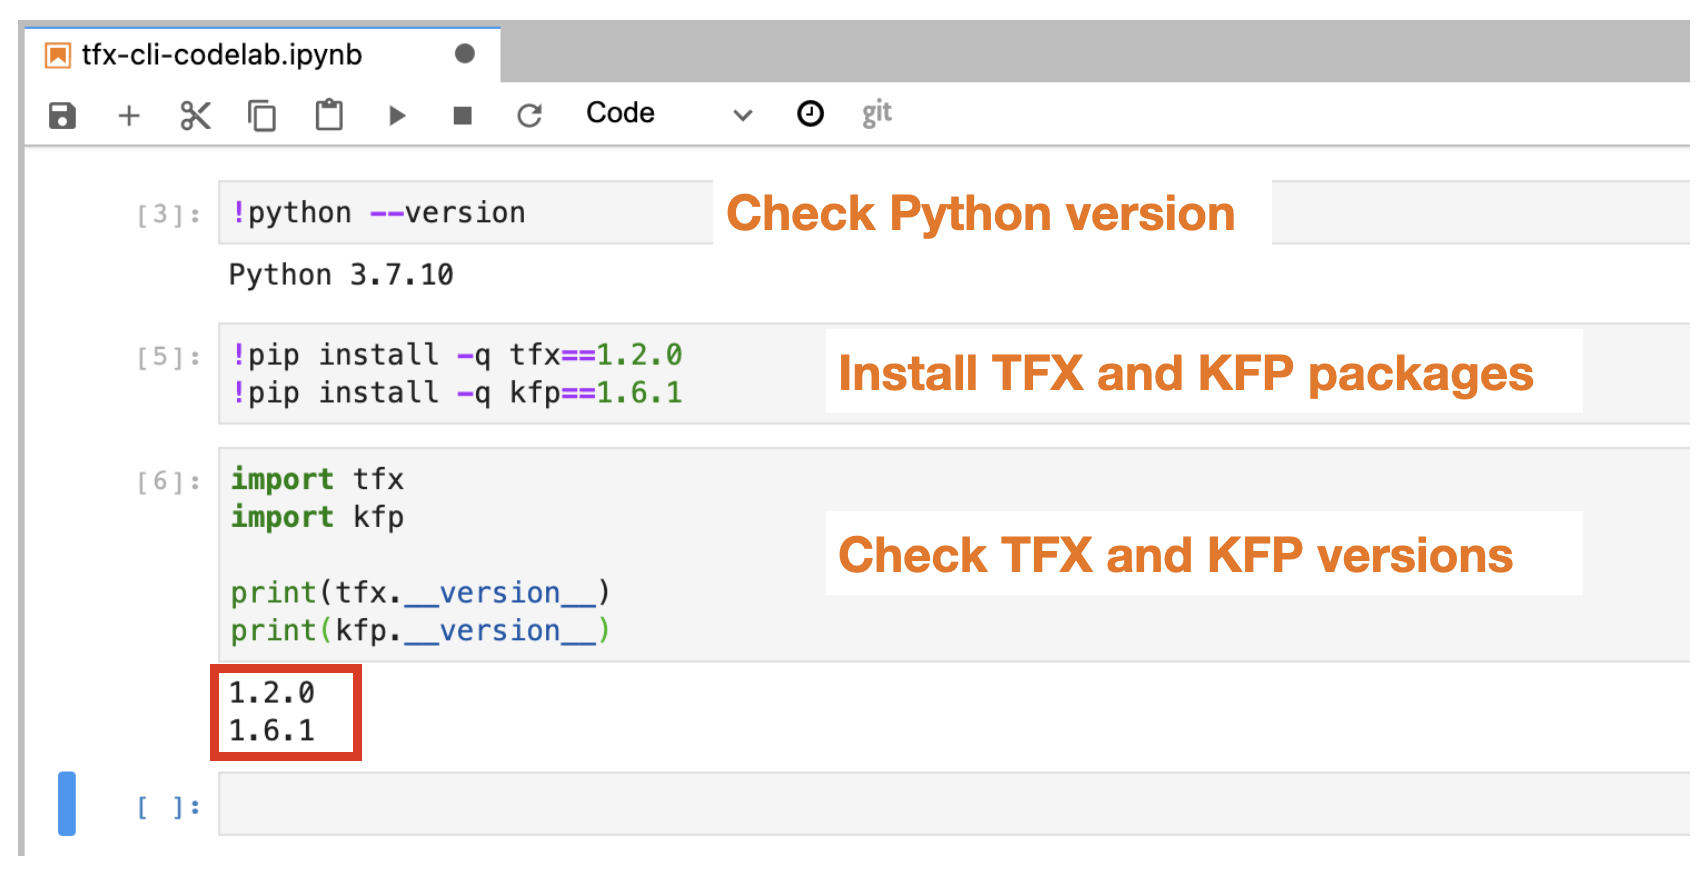 tfx-cli-codelab.ipynb
Code
git
[3]: !python --version
Check Python version
Python 3.7.10
[5]: !pip install -q tfx==1.2.0
!pip install -q kfp==1.6.1
Install TFX and KFP packages
[6]: import tfx
import kfp
Check TFX and KFP versions
print(tfx.__version__)
print(kfp.__version__)
1.2.0
1.6.1
[ ]: